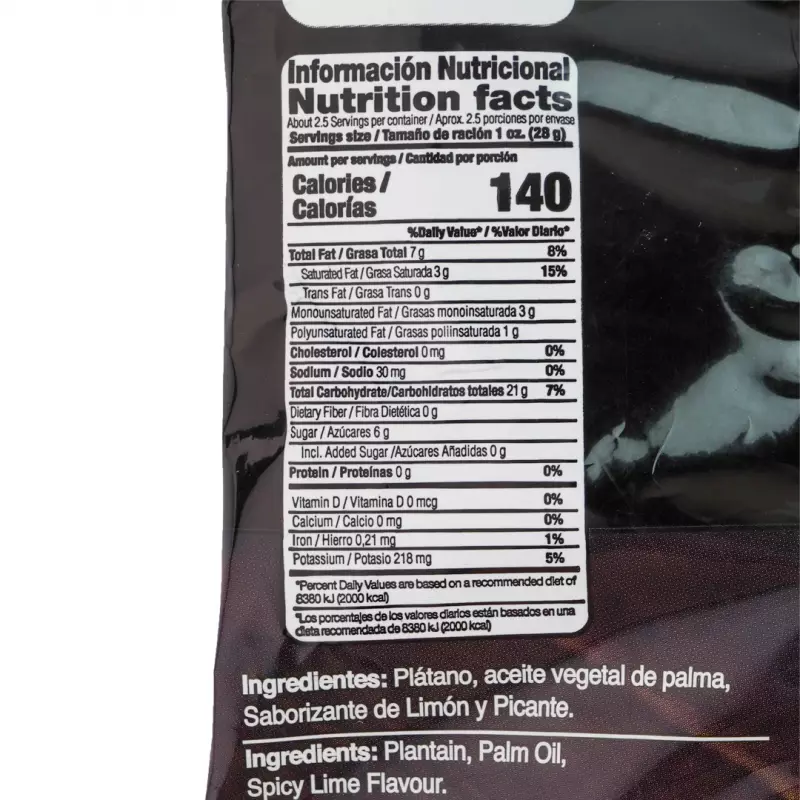 Información Nutricional
Nutrition facts
About 2.5 Servings per container / Aprox. 2.5 porciones por envase
Servings size / Tamaño de ración 1 oz. (28 g)
Amount per servings / Cantidad por porción
Calories / 140
Calorías
%Daily Value* / %Valor Diario*
Total Fat / Grasa Total 7 g 8%
Saturated Fat / Grasa Saturada 3 g 15%
Trans Fat / Grasa Trans 0 g
Monounsaturated Fat / Grasas monoinsaturada 3 g
Polyunsaturated Fat / Grasas poliinsaturada 1 g
Cholesterol / Colesterol 0 mg 0%
Sodium / Sodio 30 mg 0%
Total Carbohydrate/Carbohidratos totales 21 g 7%
Dietary Fiber / Fibra Dietética 0 g
Sugar / Azúcares 6 g
Incl. Added Sugar /Azúcares Añadidas 0 g
Protein / Proteínas 0 g 0%
Vitamin D / Vitamina D 0 mcg 0%
Calcium / Calcio 0 mg 0%
Iron / Hierro 0,21 mg 1%
Potassium / Potasio 218 mg 5%
*Percent Daily Values are based on a recommended diet of
8380 kJ (2000 kcal)
*Los porcentajes de los valores diarios están basados en una
dieta recomendada de 8380 kJ (2000 kcal)
Ingredientes: Plátano, aceite vegetal de palma,
Saborizante de Limón y Picante.
Ingredients: Plantain, Palm Oil,
Spicy Lime Flavour.